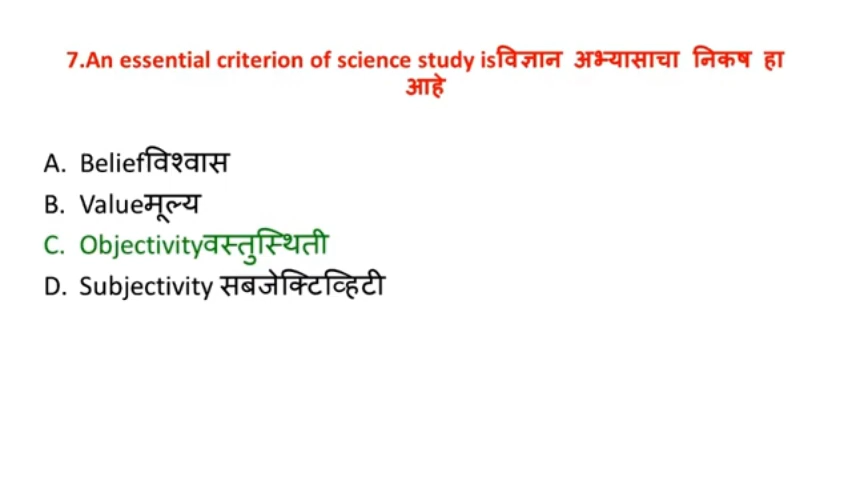 7.An essential criterion of science study isविज्ञान अभ्यासाचा निकष हा
आहे
A. Beliefविश्वास
B. Valueमूल्य
C. Objectivityवस्तुस्थिती
D. Subjectivity सबजेक्टिव्हिटी